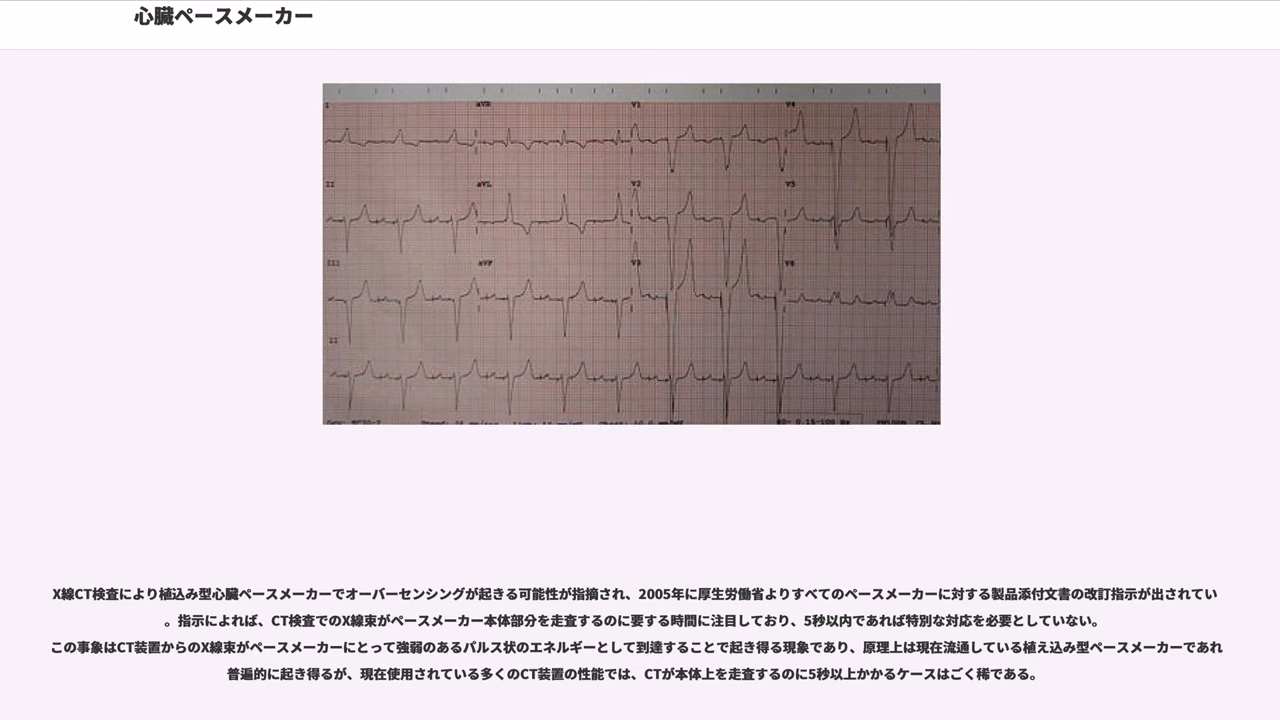 心臓ペースメーカー
I aVR V1 V4
II aVL V2 V5
III aVF V3 V6
II
X線CT検査により植込み型心臓ペースメーカーでオーバーセンシングが起きる可能性が指摘され、2005年に厚生労働省よりすべてのペースメーカーに対する製品添付文書の改訂指示が出されてい
。指示によれば、CT検査でのX線束がペースメーカー本体部分を走査するのに要する時間に注目しており、5秒以内であれば特別な対応を必要としていない。
この事象はCT装置からのX線束がペースメーカーにとって強弱のあるパルス状のエネルギーとして到達することで起き得る現象であり、原理上は現在流通している植え込み型ペースメーカーであれ
普遍的に起き得るが、現在使用されている多くのCT装置の性能では、CTが本体上を走査するのに5秒以上かかるケースはごく稀である。